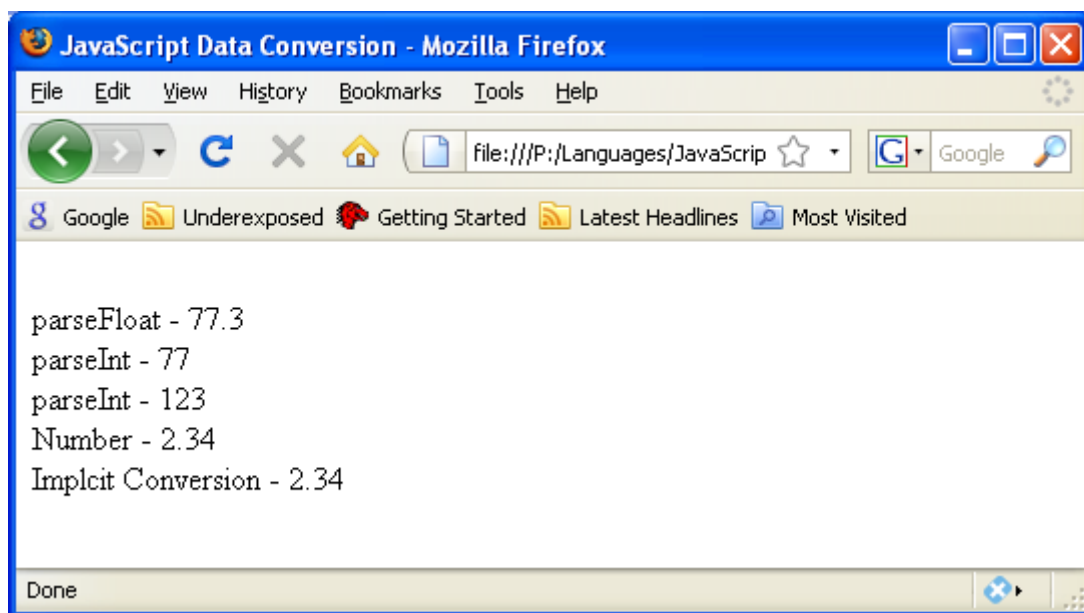 JavaScript Data Conversion - Mozilla Firefox
File Edit View History Bookmarks Tools Help
file:///P:/Languages/JavaScrip G Google
8 Google Underexposed Getting Started Latest Headlines Most Visited
parseFloat - 77.3
parseInt - 77
parseInt - 123
Number - 2.34
Implcit Conversion - 2.34
Done